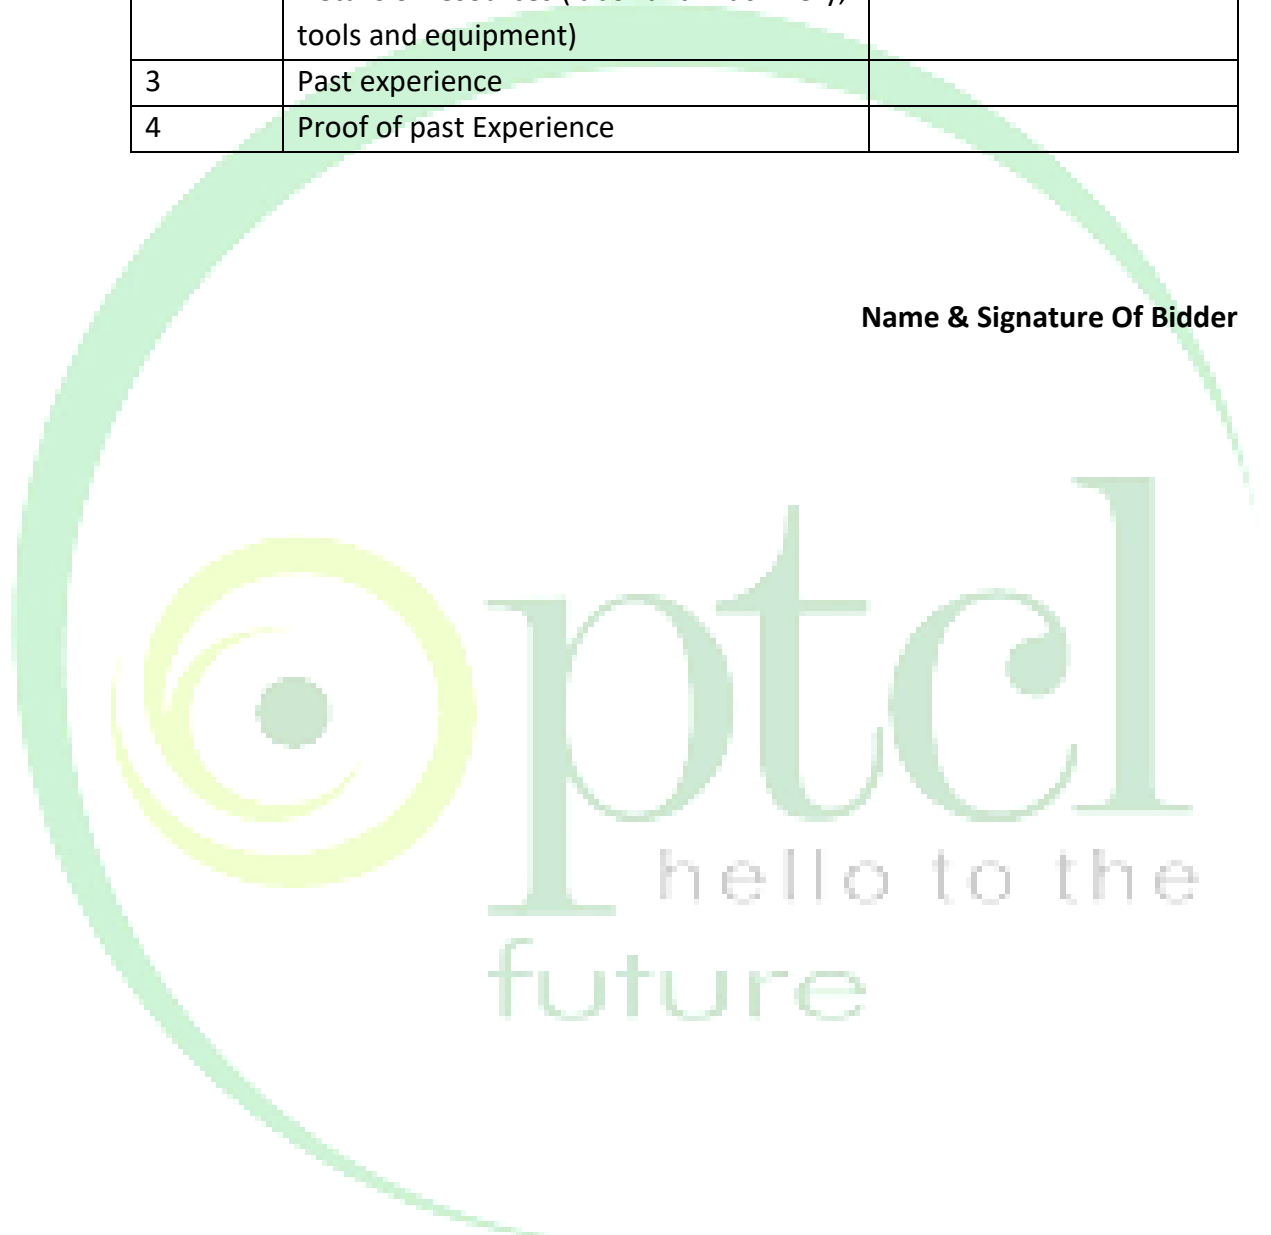 tools and equipment)
3 Past experience
4 Proof of past Experience
Name & Signature Of Bidder
ptcl
hello to the
future